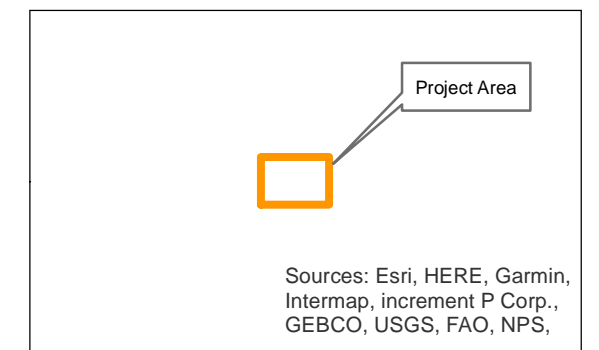 Project Area
Sources: Esri, HERE, Garmin,
Intermap, increment P Corp.,
GEBCO, USGS, FAO, NPS,